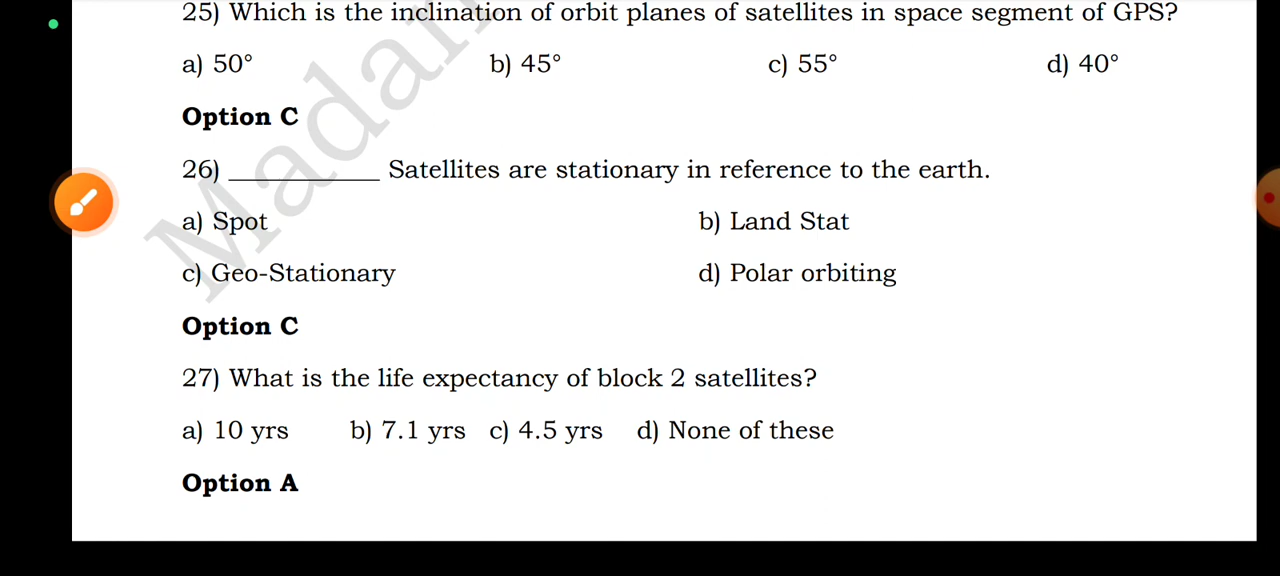 25) Which is the inclination of orbit planes of satellites in space segment of GPS?
a) 50° b) 45° c) 55° d) 40°
Option C
26) ____________ Satellites are stationary in reference to the earth.
a) Spot b) Land Stat
c) Geo-Stationary d) Polar orbiting
Option C
27) What is the life expectancy of block 2 satellites?
a) 10 yrs b) 7.1 yrs c) 4.5 yrs d) None of these
Option A
Madan